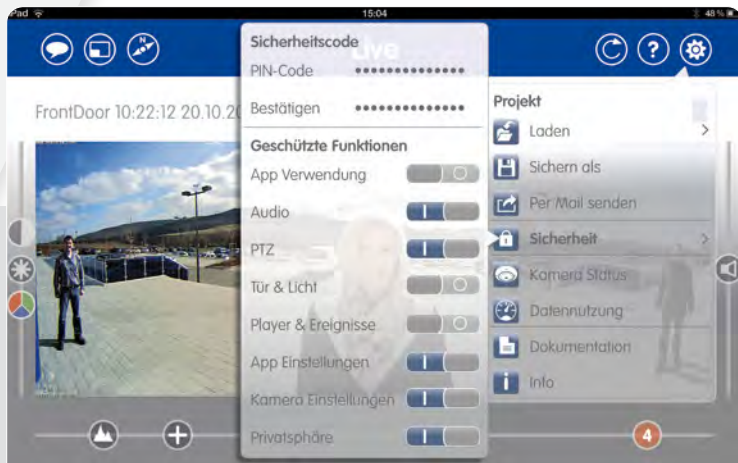 Pad
15:04
48 %
N
Live
FrontDoor 10:22:12 20.10.20
Sicherheitscode
PIN-Code ••••••••••••••
Bestätigen ••••••••••••••
Geschützte Funktionen
App Verwendung
Audio
PTZ
Tür & Licht
Player & Ereignisse
App Einstellungen
Kamera Einstellungen
Privatsphäre
?
Projekt
Laden
Sichern als
Per Mail senden
Sicherheit
Kamera Status
Datennutzung
Dokumentation
i Info
4